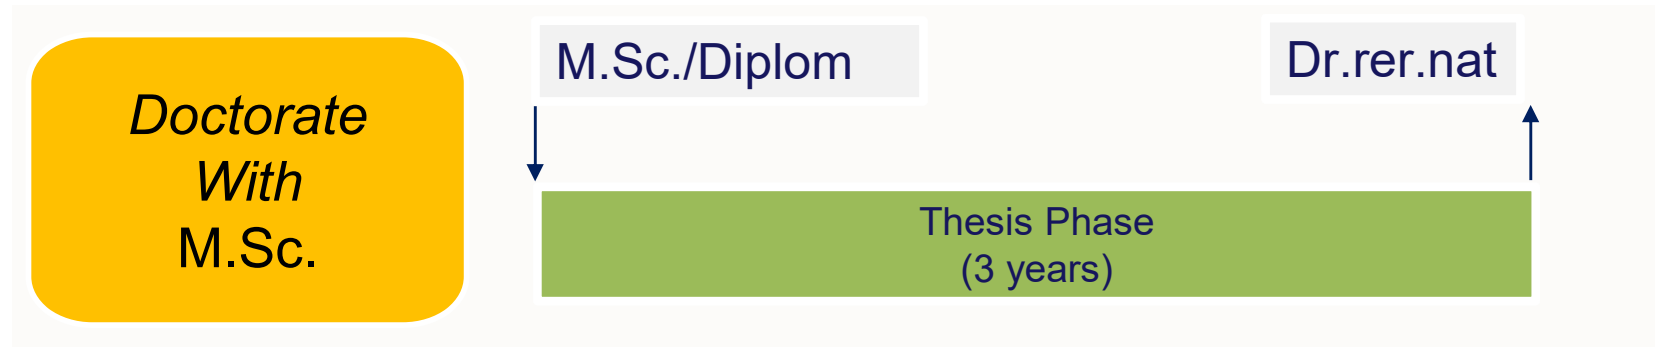 Doctorate
With
M.Sc.
M.Sc./Diplom
Dr.rer.nat
Thesis Phase
(3 years)